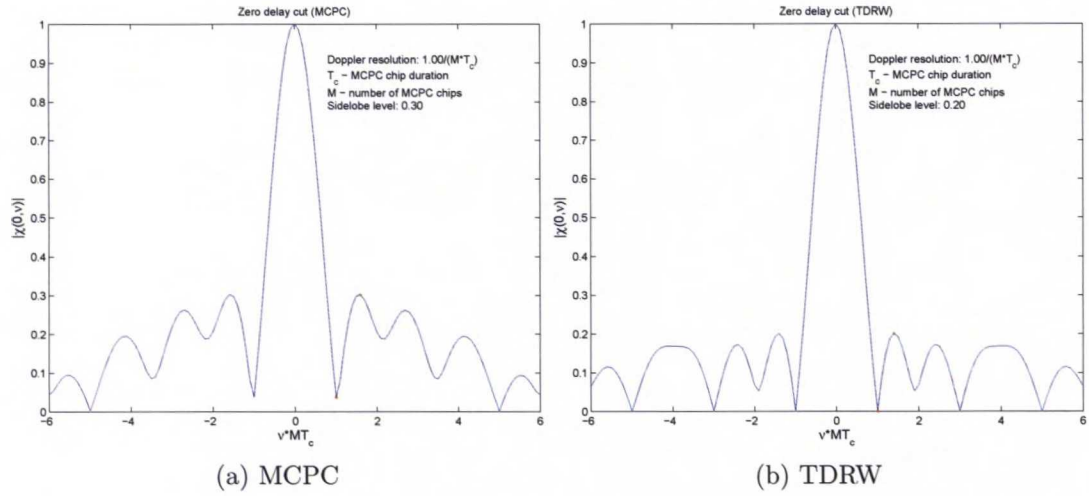 Zero delay cut (MCPC)
1
0.9
0.8
0.7
0.6
0.5
0.4
0.3
0.2
0.1
0
|χ(0,ν)|
Doppler resolution: 1.00/(M*T_c)
T_c − MCPC chip duration
M − number of MCPC chips
Sidelobe level: 0.30
-6 -4 -2 0 2 4 6
ν*MT_c
(a) MCPC
Zero delay cut (TDRW)
1
0.9
0.8
0.7
0.6
0.5
0.4
0.3
0.2
0.1
0
|χ(0,ν)|
Doppler resolution: 1.00/(M*T_c)
T_c − MCPC chip duration
M − number of MCPC chips
Sidelobe level: 0.20
-6 -4 -2 0 2 4 6
ν*MT_c
(b) TDRW